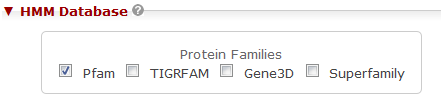 HMM Database ?
Protein Families
Pfam TIGRFAM Gene3D Superfamily